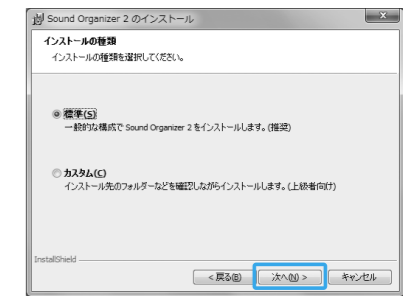 Sound Organizer 2 のインストール
インストールの種類
インストールの種類を選択してください。
標準(S)
一般的な構成で Sound Organizer 2 をインストールします。(推奨)
カスタム(C)
インストール先のフォルダーなどを確認しながらインストールします。(上級者向け)
InstallShield
< 戻る(B) 次へ(N) > キャンセル